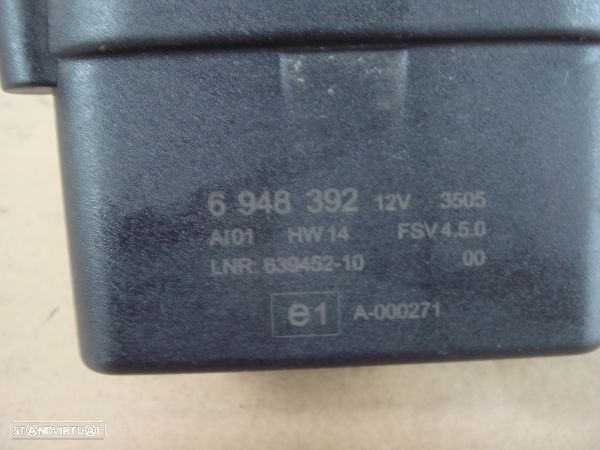 6 948 392 12V 3505
AI01 HW 14 FSV 4.5.0
LNR: 639452-10 00
e1 A-000271
STANDVIRTUAL